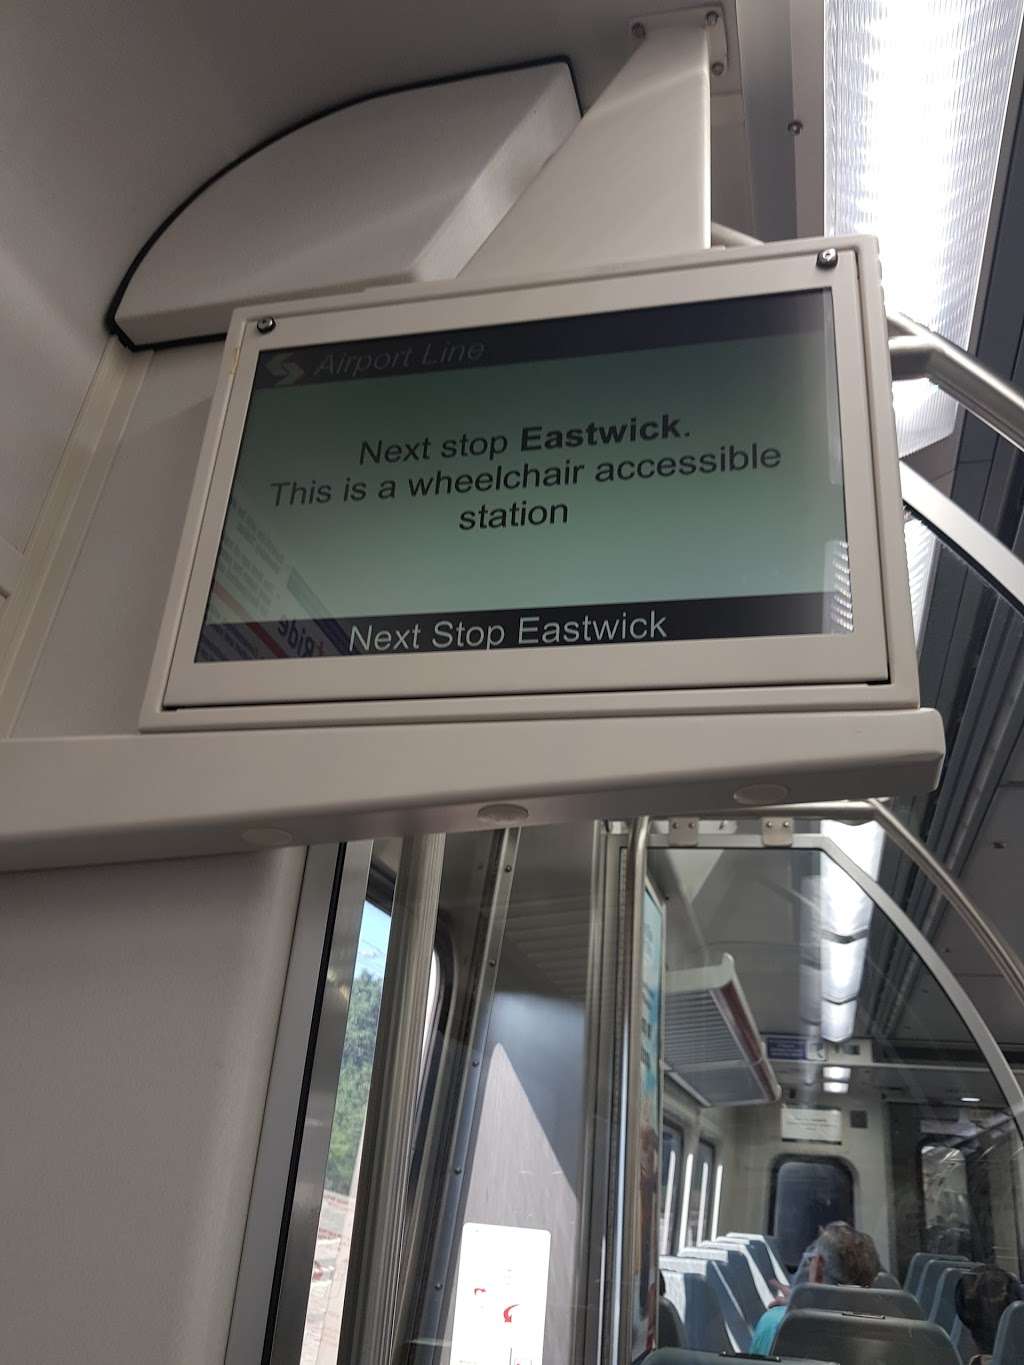 Airport Line
Next stop Eastwick.
This is a wheelchair accessible
station
Next Stop Eastwick